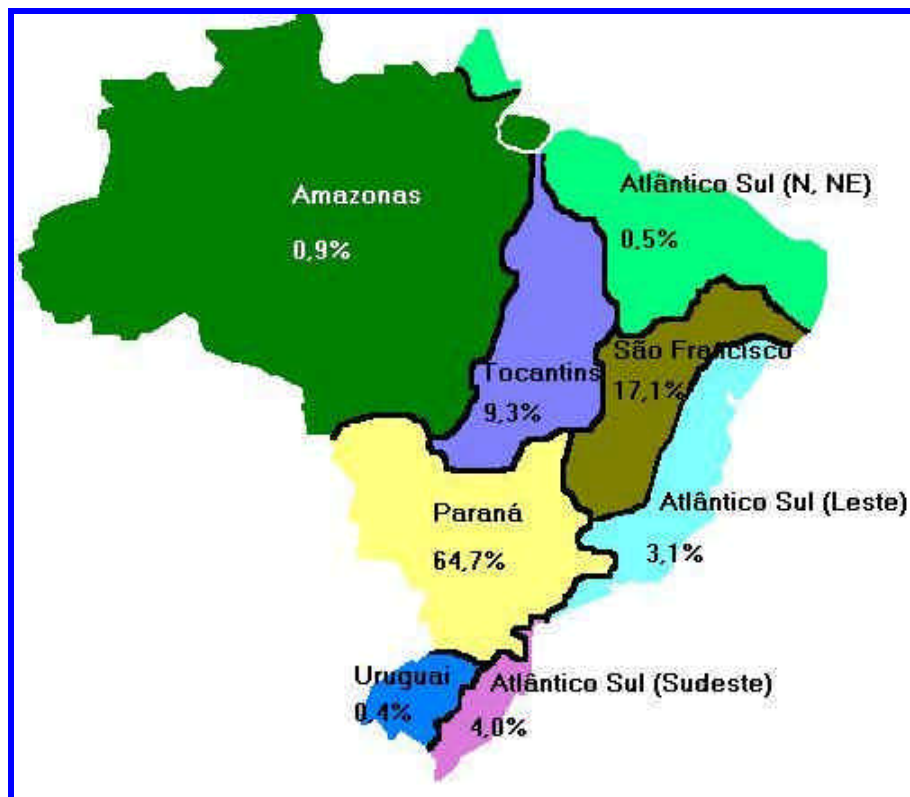 Amazonas
0,9%
Atlântico Sul (N, NE)
0,5%
Tocantins
9,3%
São Francisco
17,1%
Paraná
64,7%
Atlântico Sul (Leste)
3,1%
Uruguai
0,4%
Atlântico Sul (Sudeste)
4,0%